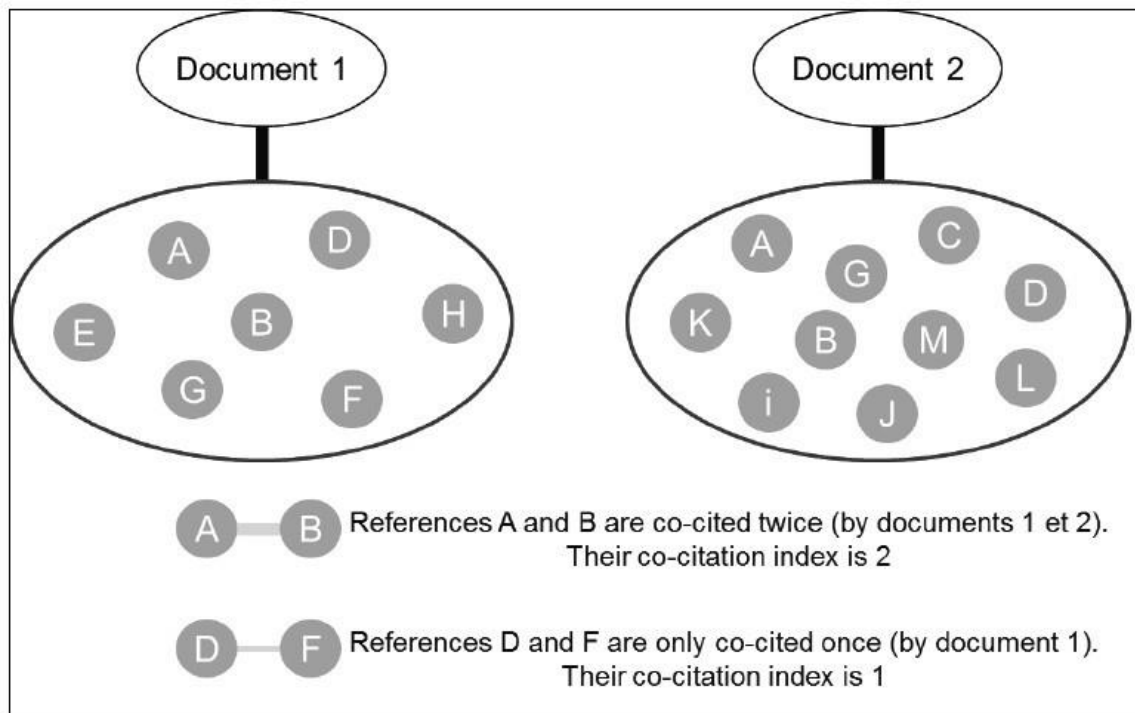 Document 1
Document 2
A
D
E
B
H
G
F
A
C
G
D
K
B
M
L
i
J
A
B
References A and B are co-cited twice (by documents 1 et 2).
Their co-citation index is 2
D
F
References D and F are only co-cited once (by document 1).
Their co-citation index is 1